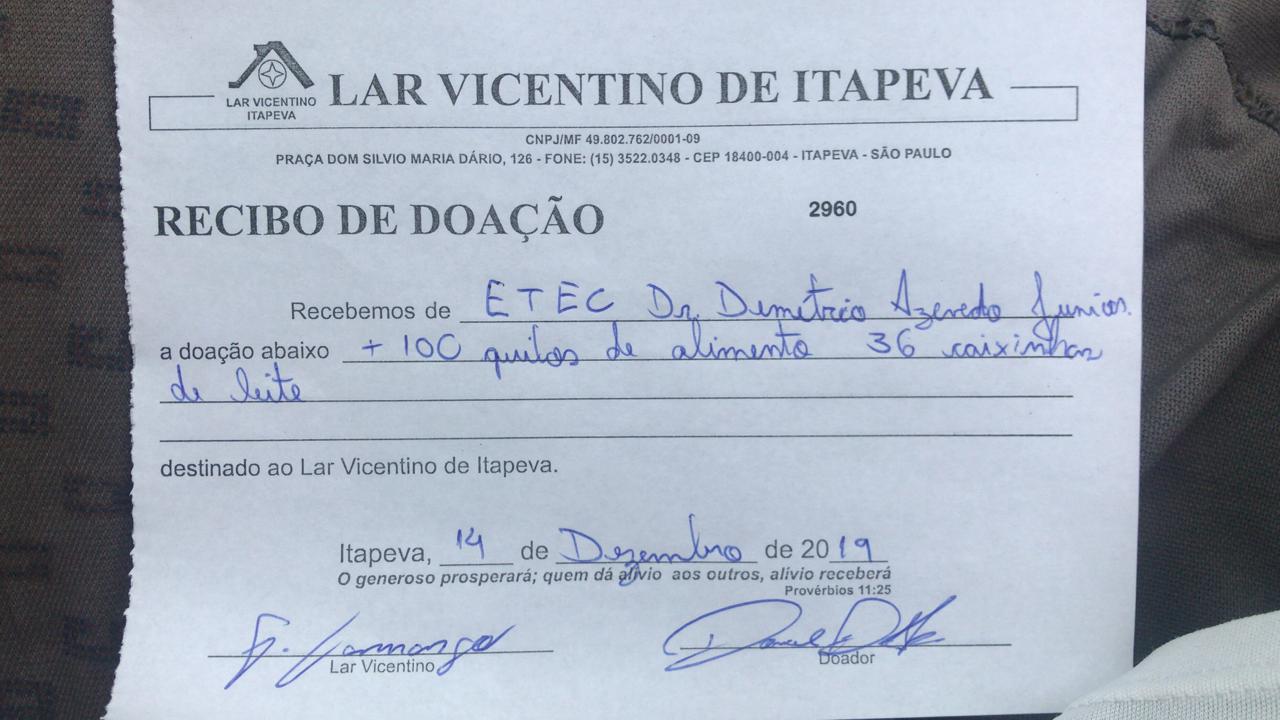 LAR VICENTINO
ITAPEVA
LAR VICENTINO DE ITAPEVA
CNPJ/MF 49.802.762/0001-09
PRAÇA DOM SILVIO MARIA DÁRIO, 126 - FONE: (15) 3522.0348 - CEP 18400-004 - ITAPEVA - SÃO PAULO
RECIBO DE DOAÇÃO 2960
Recebemos de ETEC Dr. Demétrio Azevedo Junior.
a doação abaixo + 100 quilos de alimento 36 caixinhas
de leite
destinado ao Lar Vicentino de Itapeva.
Itapeva, 14 de Dezembro de 2019
O generoso prosperará; quem dá alívio aos outros, alívio receberá
Provérbios 11:25
Lar Vicentino Doador